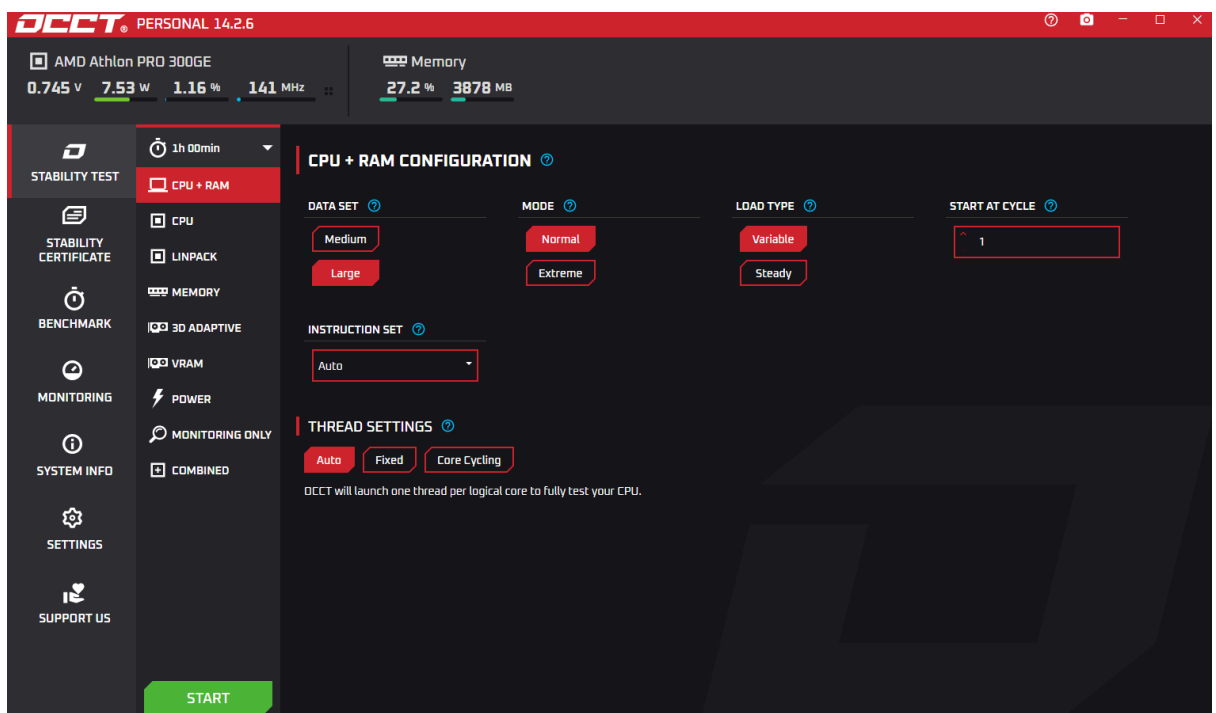 OCCT® PERSONAL 14.2.6
AMD Athlon PRO 300GE
0.745 V 7.53 W 1.16 % 141 MHz
Memory
27.2 % 3878 MB
STABILITY TEST
STABILITY
CERTIFICATE
BENCHMARK
MONITORING
SYSTEM INFO
SETTINGS
SUPPORT US
1h 00min
CPU + RAM
CPU
LINPACK
MEMORY
3D ADAPTIVE
VRAM
POWER
MONITORING ONLY
COMBINED
START
CPU + RAM CONFIGURATION
DATA SET
Medium
Large
MODE
Normal
Extreme
LOAD TYPE
Variable
Steady
START AT CYCLE
1
INSTRUCTION SET
Auto
THREAD SETTINGS
Auto Fixed Core Cycling
OCCT will launch one thread per logical core to fully test your CPU.